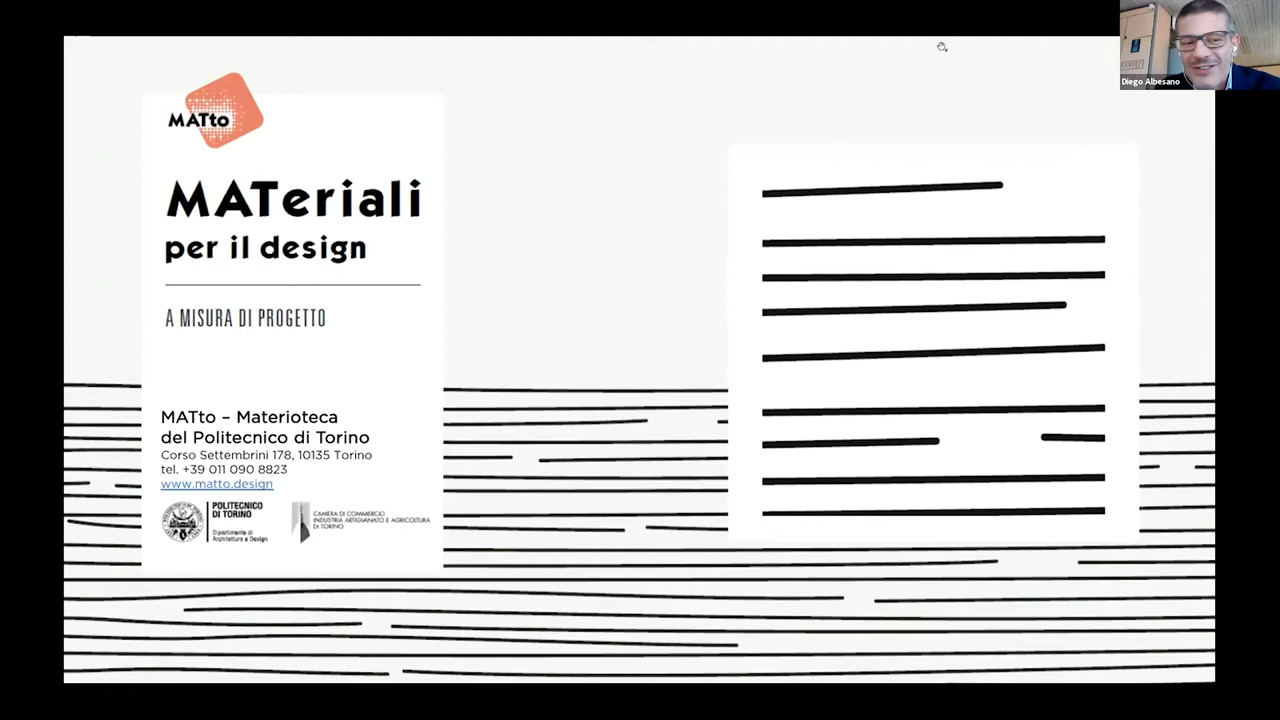 Diego Albesano
MATto
MATeriali
per il design
A MISURA DI PROGETTO
MATto – Materioteca
del Politecnico di Torino
Corso Settembrini 178, 10135 Torino
tel. +39 011 090 8823
www.matto.design
POLITECNICO
DI TORINO
Dipartimento di
Architettura e Design
CAMERA DI COMMERCIO
INDUSTRIA ARTIGIANATO E AGRICOLTURA
DI TORINO